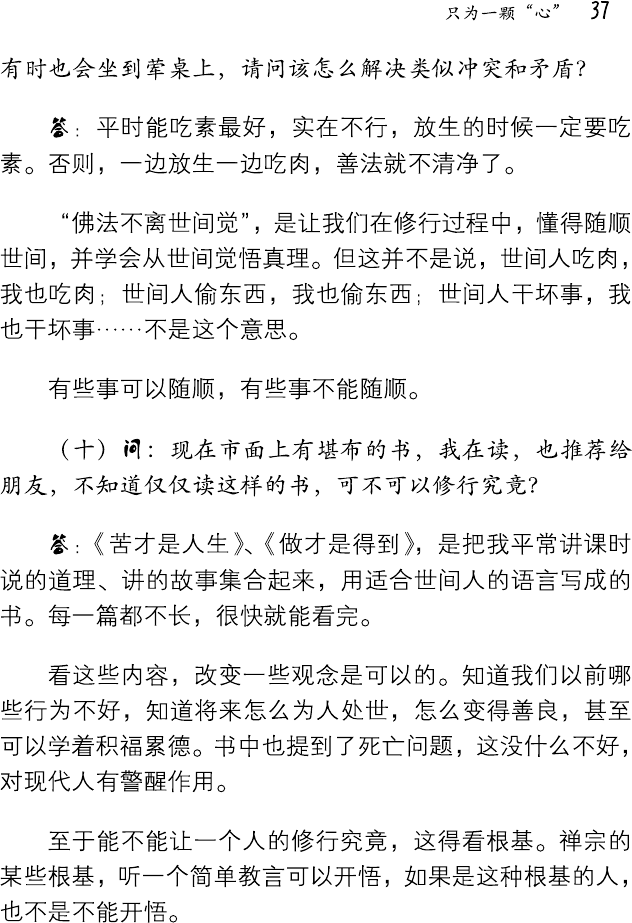 只为一颗“心” 37
有时也会坐到荤桌上，请问该怎么解决类似冲突和矛盾？
答：平时能吃素最好，实在不行，放生的时候一定要吃
素。否则，一边放生一边吃肉，善法就不清净了。
“佛法不离世间觉”，是让我们在修行过程中，懂得随顺
世间，并学会从世间觉悟真理。但这并不是说，世间人吃肉，
我也吃肉；世间人偷东西，我也偷东西；世间人干坏事，我
也干坏事……不是这个意思。
有些事可以随顺，有些事不能随顺。
（十）问：现在市面上有堪布的书，我在读，也推荐给
朋友，不知道仅仅读这样的书，可不可以修行究竟？
答：《苦才是人生》、《做才是得到》，是把我平常讲课时
说的道理、讲的故事集合起来，用适合世间人的语言写成的
书。每一篇都不长，很快就能看完。
看这些内容，改变一些观念是可以的。知道我们以前哪
些行为不好，知道将来怎么为人处世，怎么变得善良，甚至
可以学着积福累德。书中也提到了死亡问题，这没什么不好，
对现代人有警醒作用。
至于能不能让一个人的修行究竟，这得看根基。禅宗的
某些根基，听一个简单教言可以开悟，如果是这种根基的人，
也不是不能开悟。